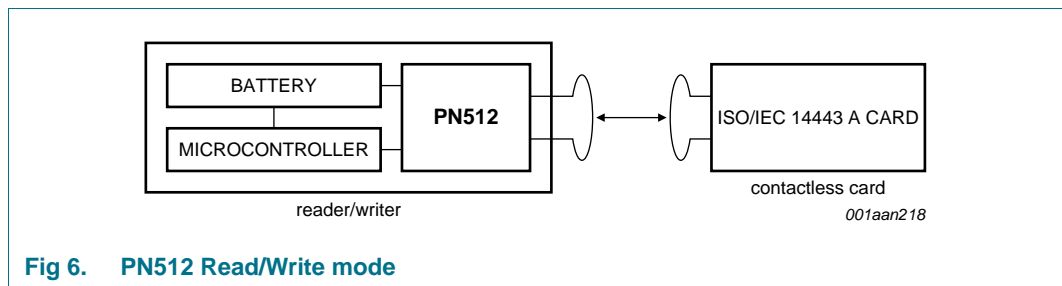 BATTERY
MICROCONTROLLER
PN512
ISO/IEC 14443 A CARD
reader/writer
contactless card
001aan218
Fig 6. PN512 Read/Write mode